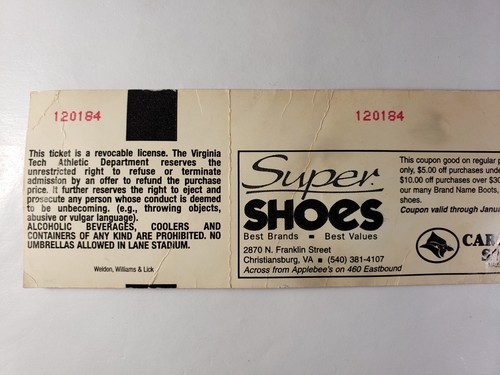 120184
This ticket is a revocable license. The Virginia
Tech Athletic Department reserves the
unrestricted right to refuse or terminate
admission by an offer to refund the purchase
price. It further reserves the right to eject and
prosecute any person whose conduct is deemed
to be unbecoming. (e.g., throwing objects,
abusive or vulgar language).
ALCOHOLIC BEVERAGES, COOLERS AND
CONTAINERS OF ANY KIND ARE PROHIBITED. NO
UMBRELLAS ALLOWED IN LANE STADIUM.
Weldon, Williams & Lick
120184
Super
SHOES
Best Brands ■ Best Values
2870 N. Franklin Street
Christiansburg, VA ■ (540) 381-4107
Across from Applebee's on 460 Eastbound
This coupon good on regular
only, $5.00 off purchases
$10.00 off purchases over
our many Brand Name Boots,
shoes.
Coupon valid through